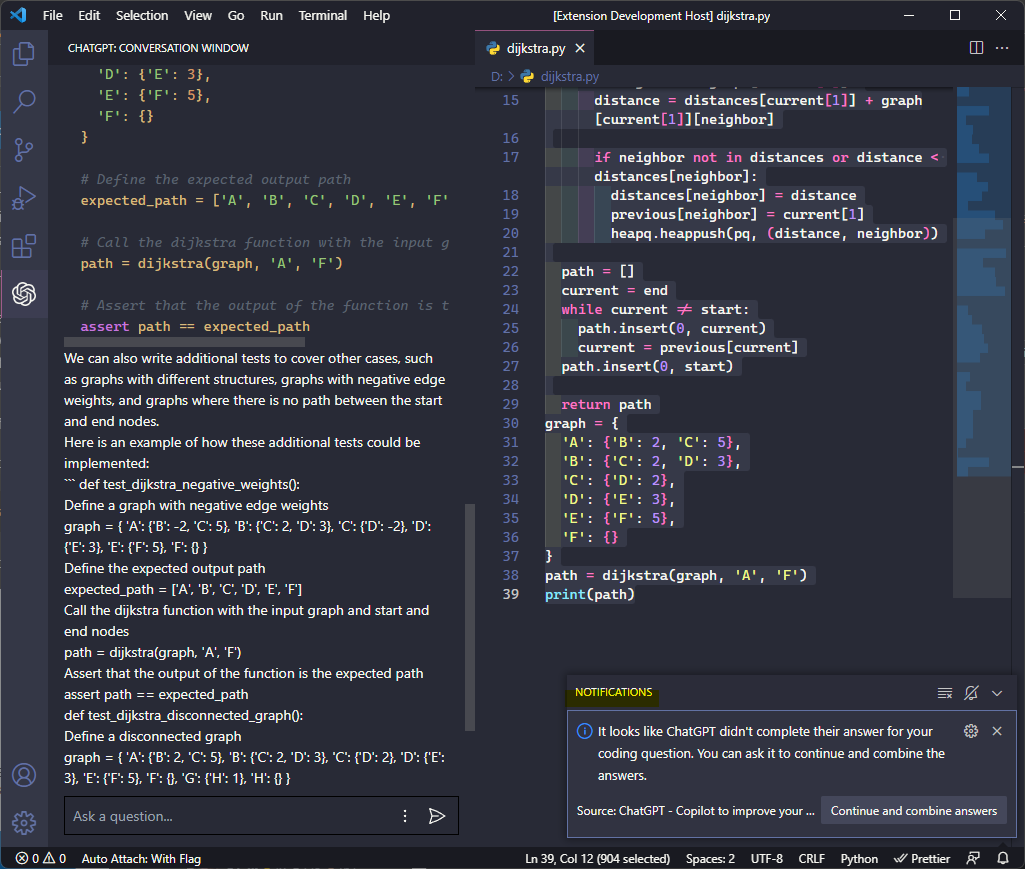 File Edit Selection View Go Run Terminal Help
[Extension Development Host] dijkstra.py
CHATGPT: CONVERSATION WINDOW
'D': {'E': 3},
'E': {'F': 5},
'F': {}
}
# Define the expected output path
expected_path = ['A', 'B', 'C', 'D', 'E', 'F'
# Call the dijkstra function with the input g
path = dijkstra(graph, 'A', 'F')
# Assert that the output of the function is t
assert path == expected_path
We can also write additional tests to cover other cases, such
as graphs with different structures, graphs with negative edge
weights, and graphs where there is no path between the start
and end nodes.
Here is an example of how these additional tests could be
implemented:
``` def test_dijkstra_negative_weights():
Define a graph with negative edge weights
graph = { 'A': {'B': -2, 'C': 5}, 'B': {'C': 2, 'D': 3}, 'C': {'D': -2}, 'D':
{'E': 3}, 'E': {'F': 5}, 'F': {} }
Define the expected output path
expected_path = ['A', 'B', 'C', 'D', 'E', 'F']
Call the dijkstra function with the input graph and start and
end nodes
path = dijkstra(graph, 'A', 'F')
Assert that the output of the function is the expected path
assert path == expected_path
def test_dijkstra_disconnected_graph():
Define a disconnected graph
graph = { 'A': {'B': 2, 'C': 5}, 'B': {'C': 2, 'D': 3}, 'C': {'D': 2}, 'D': {'E':
3}, 'E': {'F': 5}, 'F': {}, 'G': {'H': 1}, 'H': {} }
Ask a question...
dijkstra.py
D: > dijkstra.py
15 distance = distances[current[1]] + graph
[current[1]][neighbor]
16
17 if neighbor not in distances or distance <
distances[neighbor]:
18 distances[neighbor] = distance
19 previous[neighbor] = current[1]
20 heapq.heappush(pq, (distance, neighbor))
21
22 path = []
23 current = end
24 while current ≠ start:
25 path.insert(0, current)
26 current = previous[current]
27 path.insert(0, start)
28
29 return path
30 graph = {
31 'A': {'B': 2, 'C': 5},
32 'B': {'C': 2, 'D': 3},
33 'C': {'D': 2},
34 'D': {'E': 3},
35 'E': {'F': 5},
36 'F': {}
37 }
38 path = dijkstra(graph, 'A', 'F')
39 print(path)
NOTIFICATIONS
It looks like ChatGPT didn't complete their answer for your
coding question. You can ask it to continue and combine the
answers.
Source: ChatGPT - Copilot to improve your ...
Continue and combine answers
0 0 Auto Attach: With Flag
Ln 39, Col 12 (904 selected) Spaces: 2 UTF-8 CRLF Python Prettier